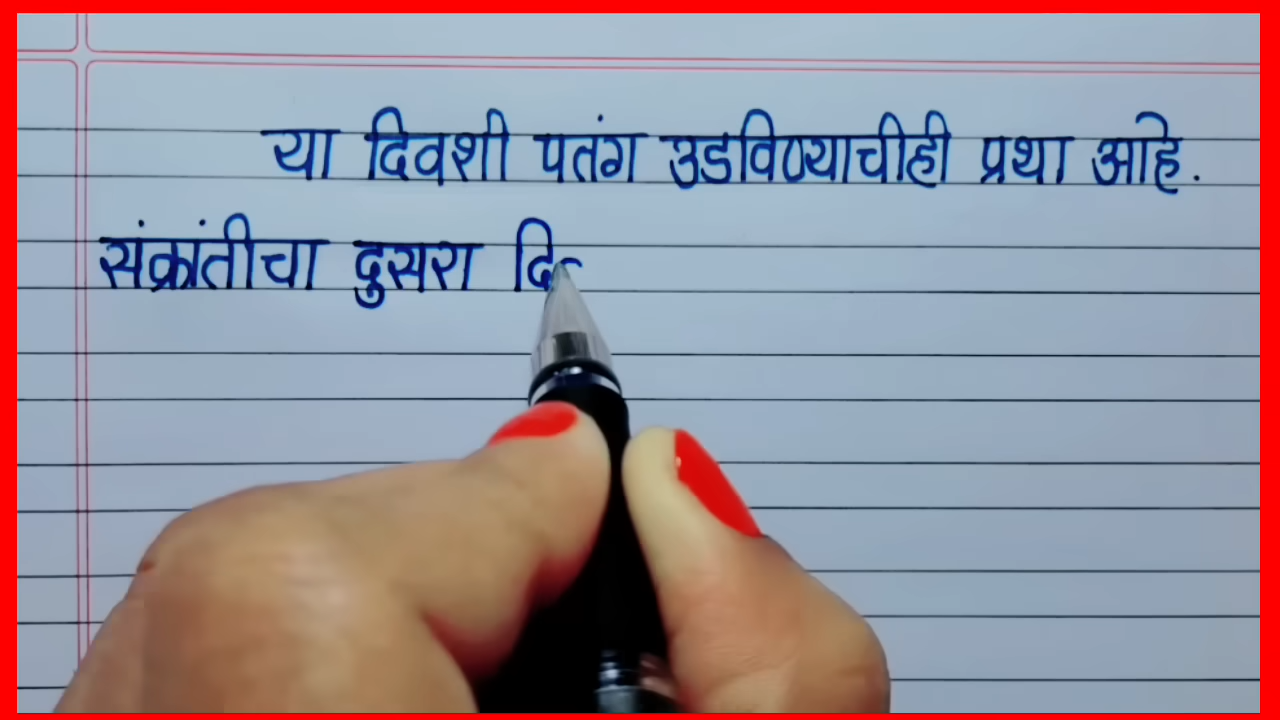 या दिवशी पतंग उडविण्याचीही प्रथा आहे.
संक्रांतीचा दुसरा